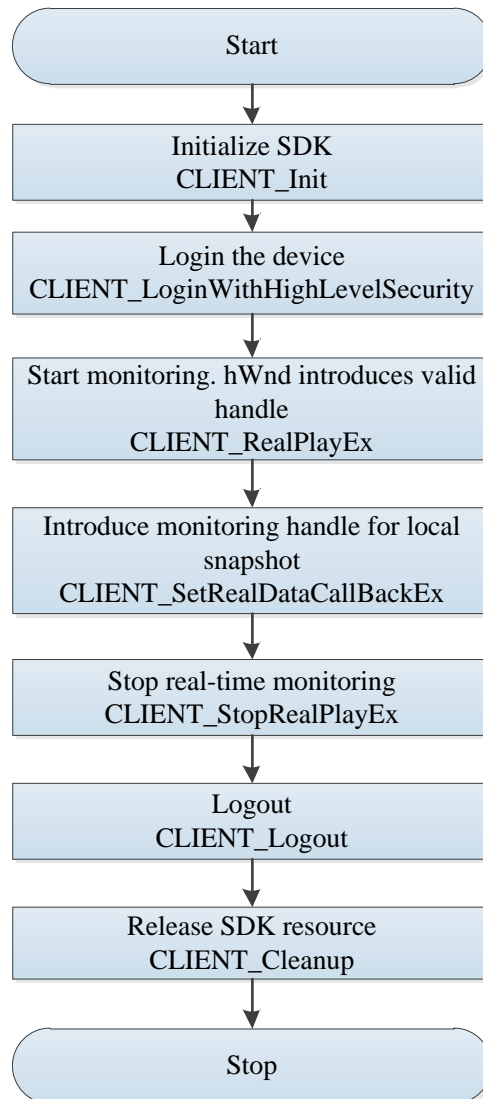 Start
Initialize SDK
CLIENT_Init
Login the device
CLIENT_LoginWithHighLevelSecurity
Start monitoring. hWnd introduces valid
handle
CLIENT_RealPlayEx
Introduce monitoring handle for local
snapshot
CLIENT_SetRealDataCallBackEx
Stop real-time monitoring
CLIENT_StopRealPlayEx
Logout
CLIENT_Logout
Release SDK resource
CLIENT_Cleanup
Stop